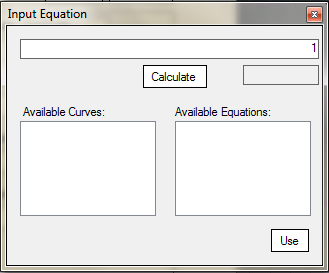 Input Equation
1
Calculate
Available Curves:
Available Equations:
Use